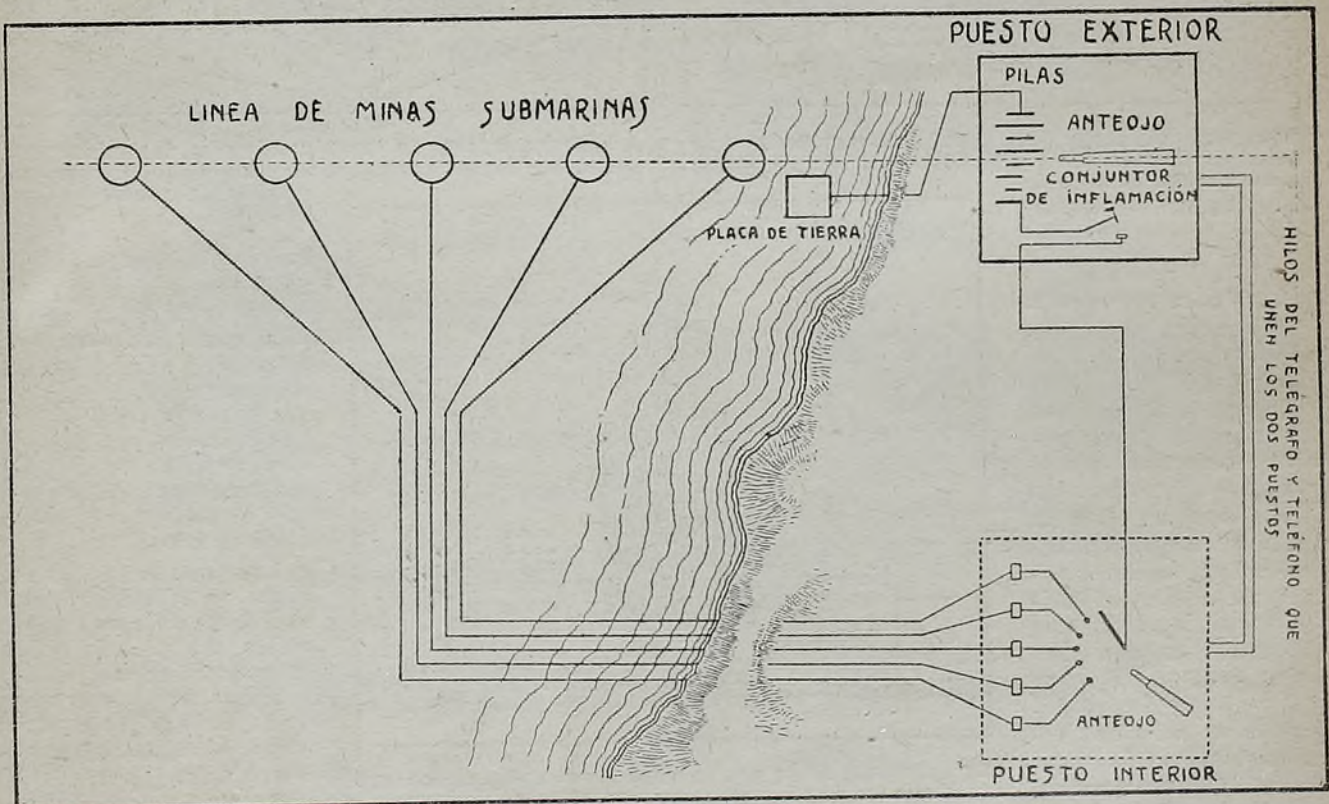 PUESTO EXTERIOR
PILAS
LINEA DE MINAS SUBMARINAS
ANTEOJO
CONJUNTOR
DE INFLAMACIÓN
PLACA DE TIERRA
HILOS DEL TELÉGRAFO Y TELÉFONO, QUE
UNEN LOS DOS PUESTOS
ANTEOJO
PUESTO INTERIOR